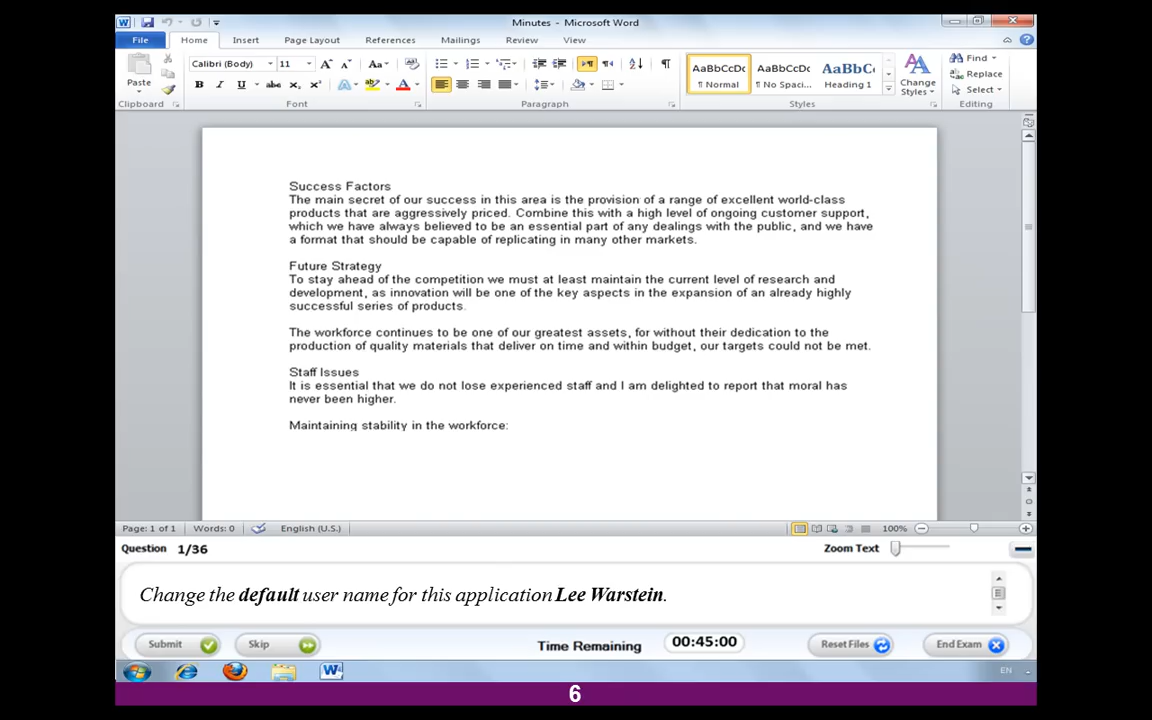 Minutes - Microsoft Word
File Home Insert Page Layout References Mailings Review View
Calibri (Body) 11 Aa
Paste
B I U abc X₂ X² A ab A
AaBbCcDc AaBbCcDc AaBbC
¶ Normal ¶ No Spaci... Heading 1
Change Styles
Find
Replace
Select
Clipboard Font Paragraph Styles Editing
Success Factors
The main secret of our success in this area is the provision of a range of excellent world-class
products that are aggressively priced. Combine this with a high level of ongoing customer support,
which we have always believed to be an essential part of any dealings with the public, and we have
a format that should be capable of replicating in many other markets.
Future Strategy
To stay ahead of the competition we must at least maintain the current level of research and
development, as innovation will be one of the key aspects in the expansion of an already highly
successful series of products.
The workforce continues to be one of our greatest assets, for without their dedication to the
production of quality materials that deliver on time and within budget, our targets could not be met.
Staff Issues
It is essential that we do not lose experienced staff and I am delighted to report that moral has
never been higher.
Maintaining stability in the workforce:
Page: 1 of 1 Words: 0 English (U.S.) 100%
Question 1/36 Zoom Text
Change the default user name for this application Lee Warstein.
Submit Skip Time Remaining 00:45:00 Reset Files End Exam
EN
6